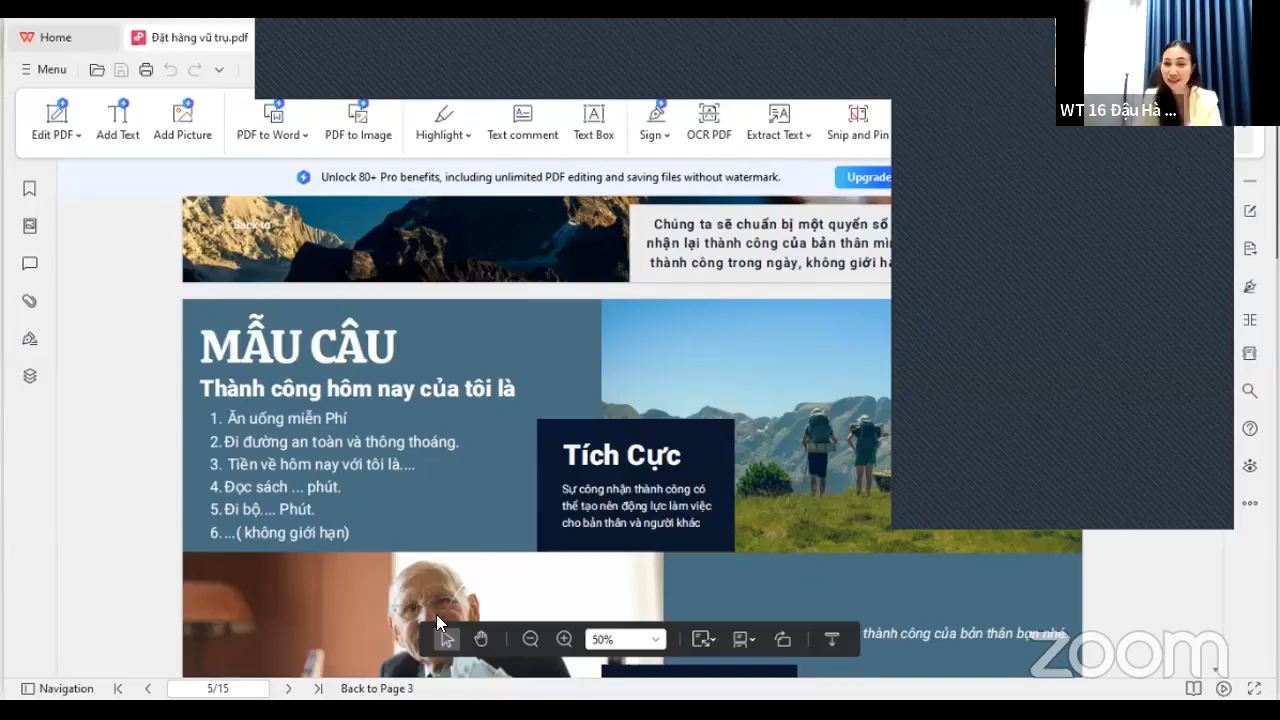 Home
Đặt hàng vũ trụ.pdf
WT 16 Đậu Hà ...
Menu
Edit PDF
Add Text
Add Picture
PDF to Word
PDF to Image
Highlight
Text comment
Text Box
Sign
OCR PDF
Extract Text
Snip and Pin
Unlock 80+ Pro benefits, including unlimited PDF editing and saving files without watermark.
Upgrade
Back to
Chúng ta sẽ chuẩn bị một quyển sổ
nhận lại thành công của bản thân
thành công trong ngày, không giới
MẪU CÂU
Thành công hôm nay của tôi là
1. Ăn uống miễn Phí
2. Đi đường an toàn và thông thoáng.
3. Tiền về hôm nay với tôi là....
4. Đọc sách ... phút.
5. Đi bộ.... Phút.
6. ...( không giới hạn)
Tích Cực
Sự công nhận thành công có
thể tạo nên động lực làm việc
cho bản thân và người khác
50%
thành công của bản thân bạn nhé
zoom
Navigation
5/15
Back to Page 3